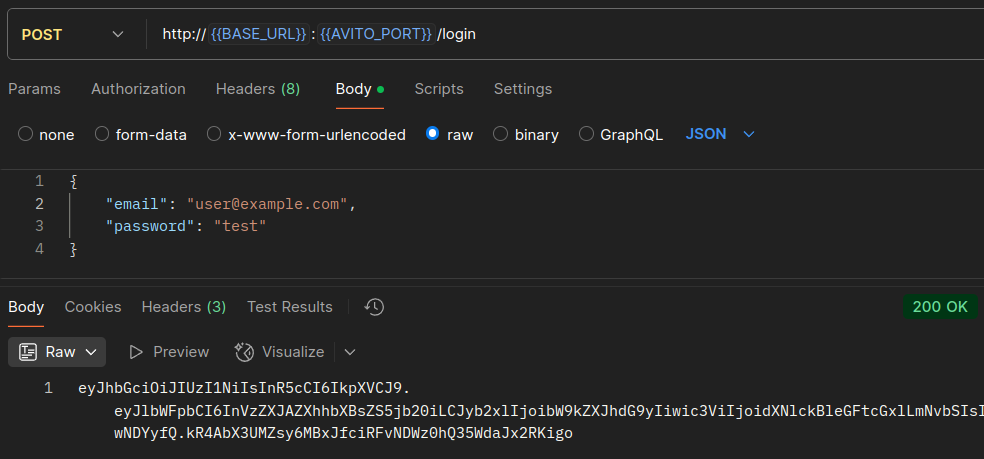 POST http:// {{BASE_URL}} : {{AVITO_PORT}} /login
Params Authorization Headers (8) Body Scripts Settings
none form-data x-www-form-urlencoded raw binary GraphQL JSON
1 {
2 "email": "user@example.com",
3 "password": "test"
4 }
Body Cookies Headers (3) Test Results 200 OK
Raw Preview Visualize
1 eyJhbGciOiJIUzI1NiIsInR5cCI6IkpXVCJ9.
eyJlbWFpbCI6InVzZXJAZXhhbXBsZS5jb20iLCJyb2xlIjoibW9kZXJhdG9yIiwic3ViIjoidXNlckBleGFtcGxlLmNvbSIsI
wNDYyfQ.kR4AbX3UMZsy6MBxJfciRFvNDWz0hQ35WdaJx2RKigo